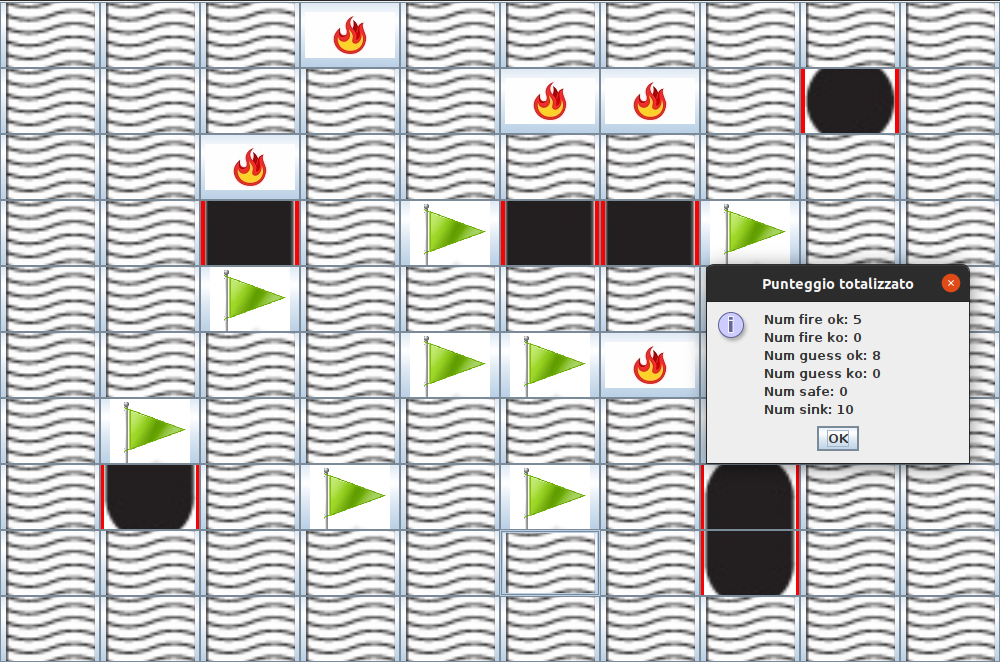 Punteggio totalizzato
Num fire ok: 5
Num fire ko: 0
Num guess ok: 8
Num guess ko: 0
Num safe: 0
Num sink: 10
OK